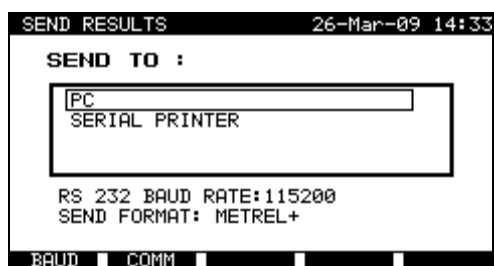 SEND RESULTS 26-Mar-09 14:33
SEND TO :
PC
SERIAL PRINTER
RS 232 BAUD RATE:115200
SEND FORMAT: METREL+
BAUD COMM